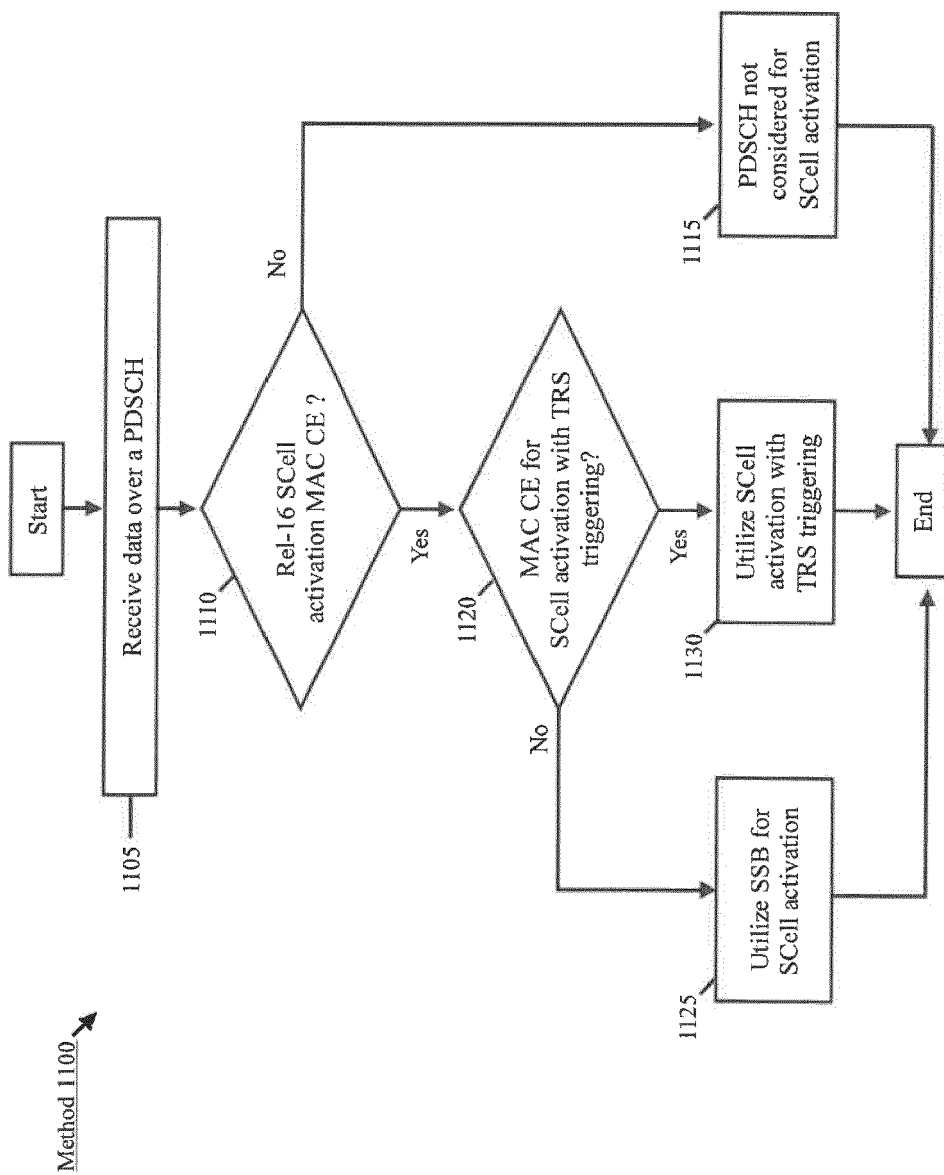 Method 1100
Start
Receive data over a PDSCH
1105
Rel-16 SCell
activation MAC CE ?
1110
No
Yes
PDSCH not
considered for
SCell activation
1115
MAC CE for
SCell activation with TRS
triggering?
1120
No
Yes
Utilize SSB for
SCell activation
1125
Utilize SCell
activation with
TRS triggering
1130
End